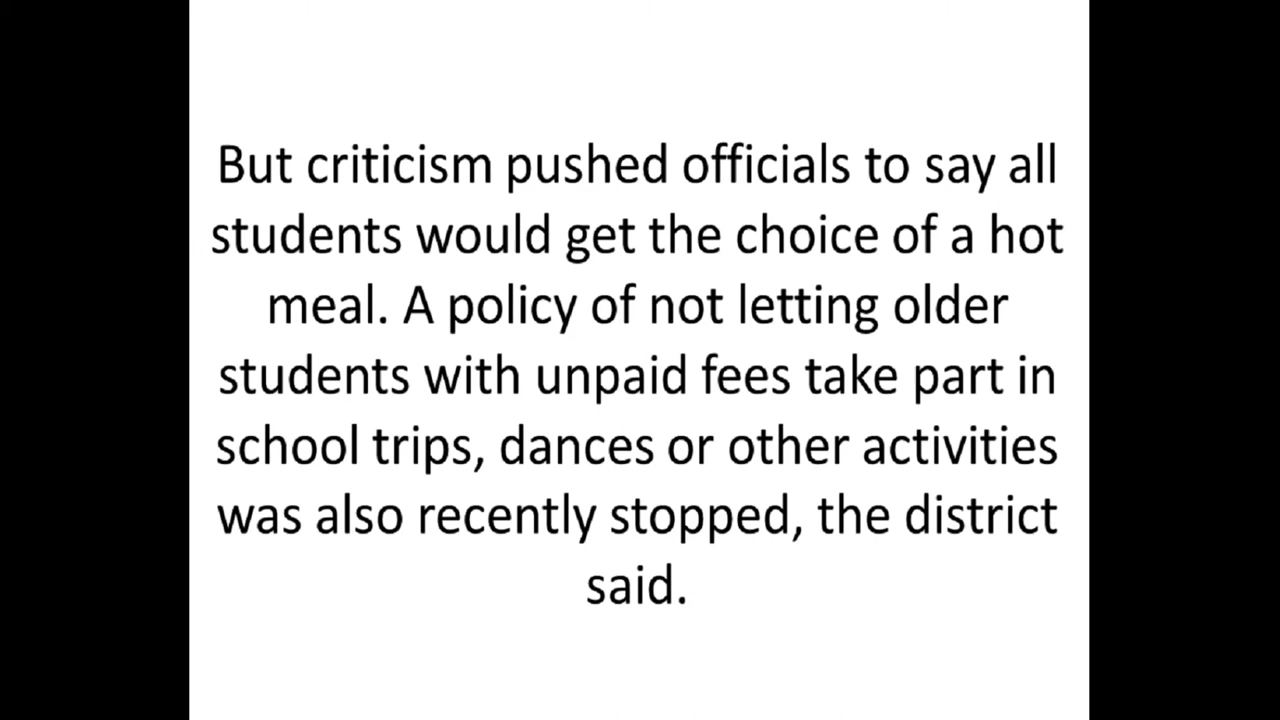 But criticism pushed officials to say all
students would get the choice of a hot
meal. A policy of not letting older
students with unpaid fees take part in
school trips, dances or other activities
was also recently stopped, the district
said.